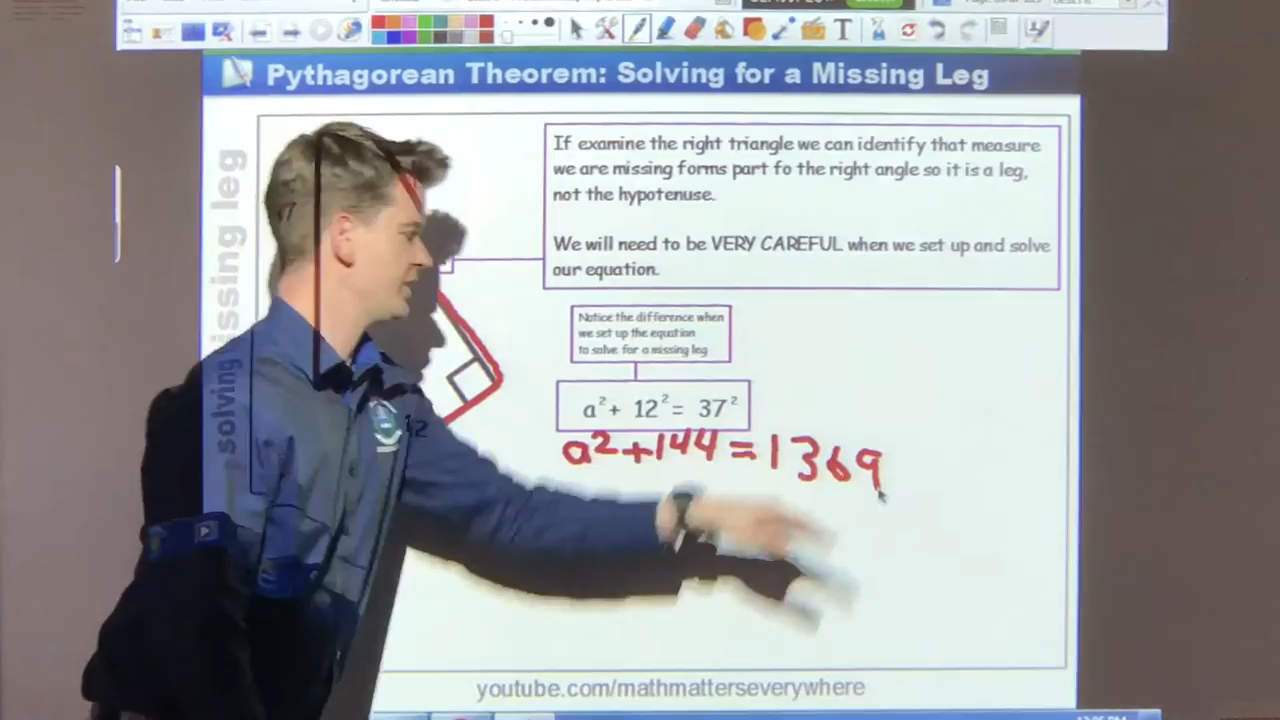 Pythagorean Theorem: Solving for a Missing Leg
solving missing leg
If examine the right triangle we can identify that measure
we are missing forms part fo the right angle so it is a leg,
not the hypotenuse.
We will need to be VERY CAREFUL when we set up and solve
our equation.
Notice the difference when
we set up the equation
to solve for a missing leg
a² + 12² = 37²
a² + 144 = 1369
12
youtube.com/mathmatterseverywhere